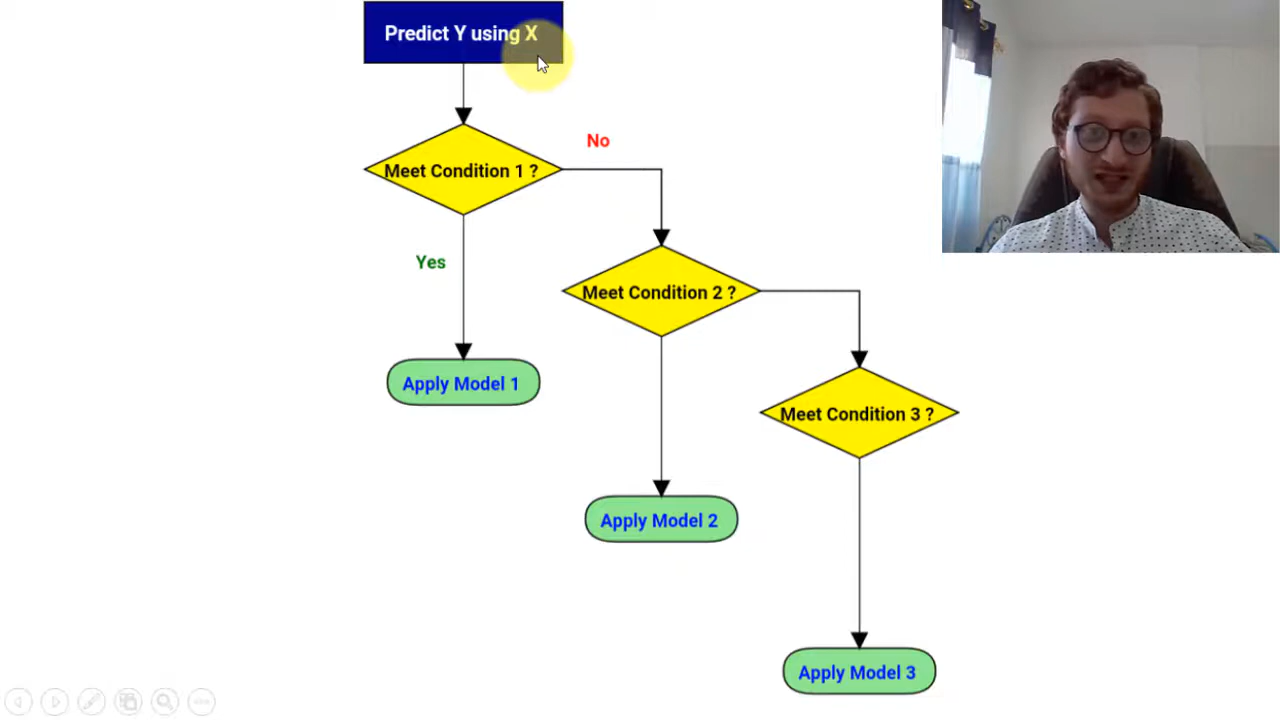 Predict Y using X
Meet Condition 1 ?
No
Yes
Meet Condition 2 ?
Apply Model 1
Meet Condition 3 ?
Apply Model 2
Apply Model 3